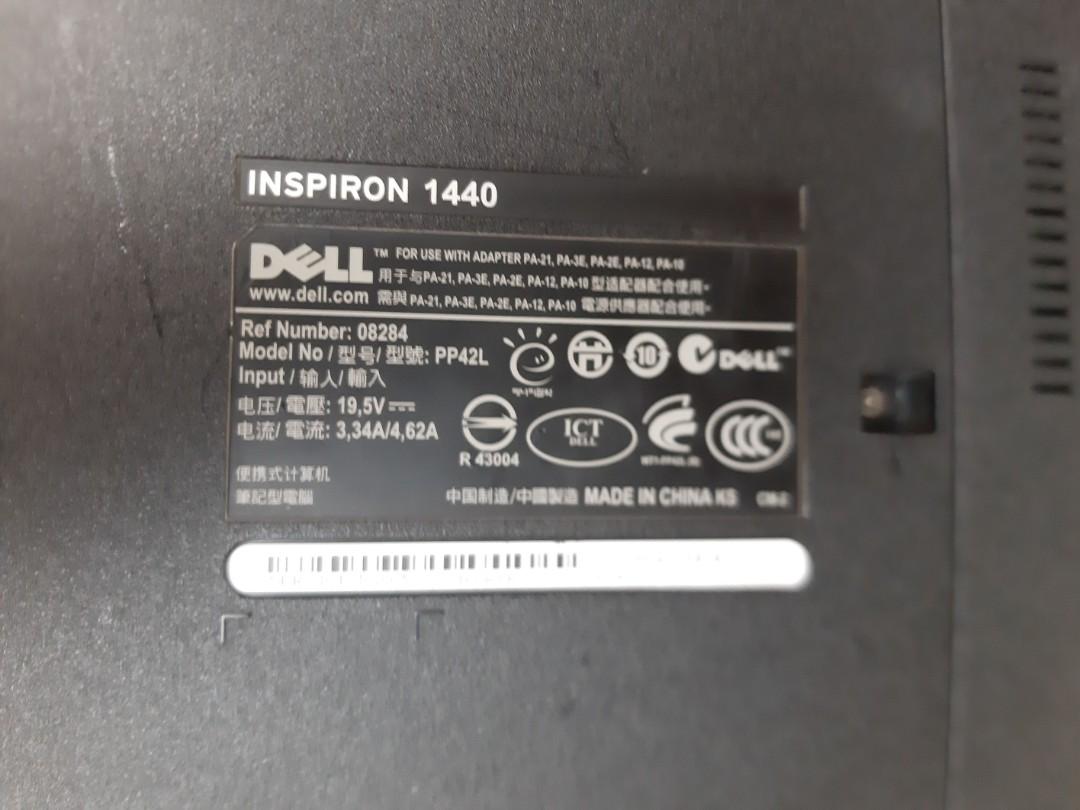 INSPIRON 1440
DELL™ FOR USE WITH ADAPTER PA-21, PA-3E, PA-2E, PA-12, PA-10
用于与PA-21, PA-3E, PA-2E, PA-12, PA-10 型适配器配合使用。
www.dell.com 需與 PA-21, PA-3E, PA-2E, PA-12, PA-10 電源供應器配合使用。
Ref Number: 08284
Model No / 型号/ 型號: PP42L
Input / 输入/ 輸入
电压/ 電壓: 19,5V
电流/ 電流: 3,34A/4,62A
10
DELL™
R 43004
ICT
DELL
便携式计算机
筆記型電腦
中国制造/中國製造 MADE IN CHINA KS